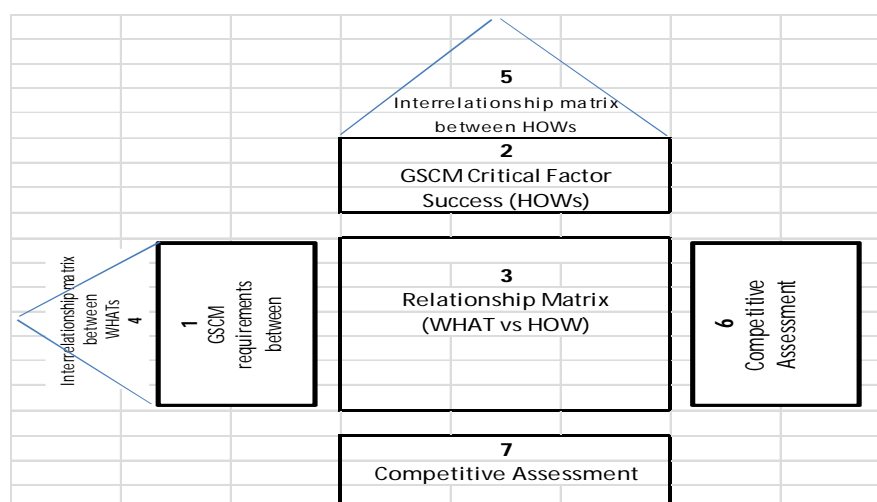 5
Interrelationship matrix
between HOWs
2
GSCM Critical Factor
Success (HOWs)
Interrelationship matrix
between
WHATs
4
1
GSCM
requirements
between
3
Relationship Matrix
(WHAT vs HOW)
6
Competitive
Assessment
7
Competitive Assessment